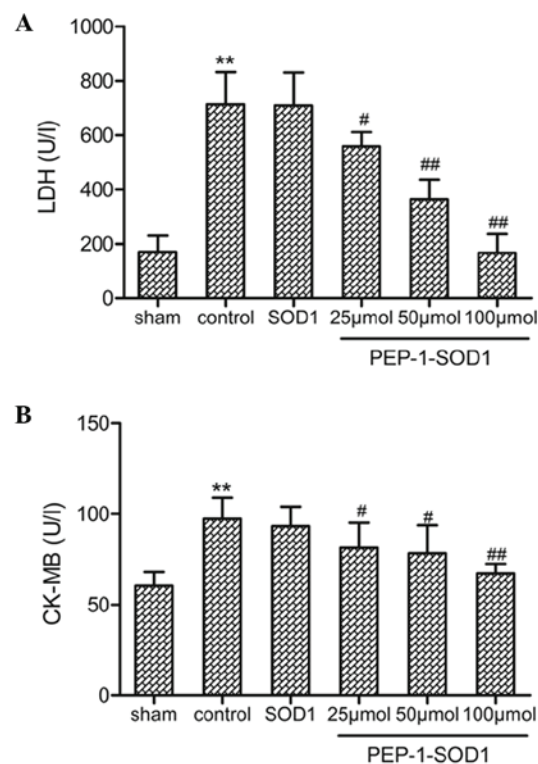 A
1000
800
600
400
200
0
LDH (U/l)
**
#
##
##
sham control SOD1 25μmol 50μmol 100μmol
PEP-1-SOD1
B
150
100
50
0
CK-MB (U/l)
**
#
#
##
sham control SOD1 25μmol 50μmol 100μmol
PEP-1-SOD1